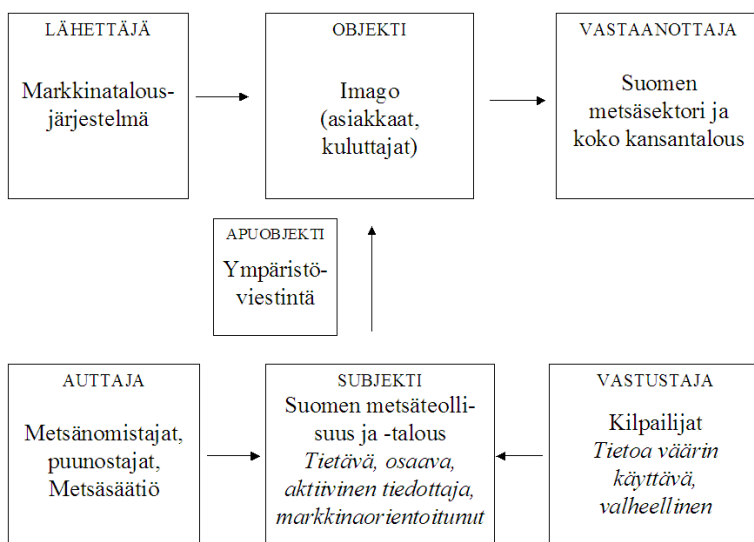 LÄHETTÄJÄ
Markkinatalous-
järjestelmä
OBJEKTI
Imago
(asiakkaat,
kuluttajat)
VASTAANOTTAJA
Suomen
metsäsektori ja
koko kansantalous
APUOBJEKTI
Ympäristö-
viestintä
AUTTAJA
Metsänomistajat,
puunostajat,
Metsäsäätiö
SUBJEKTI
Suomen metsäteolli-
suus ja -talous
Tietävä, osaava,
aktiivinen tiedottaja,
markkinaorientoitunut
VASTUSTAJA
Kilpailijat
Tietoa väärin
käyttävä,
valheellinen